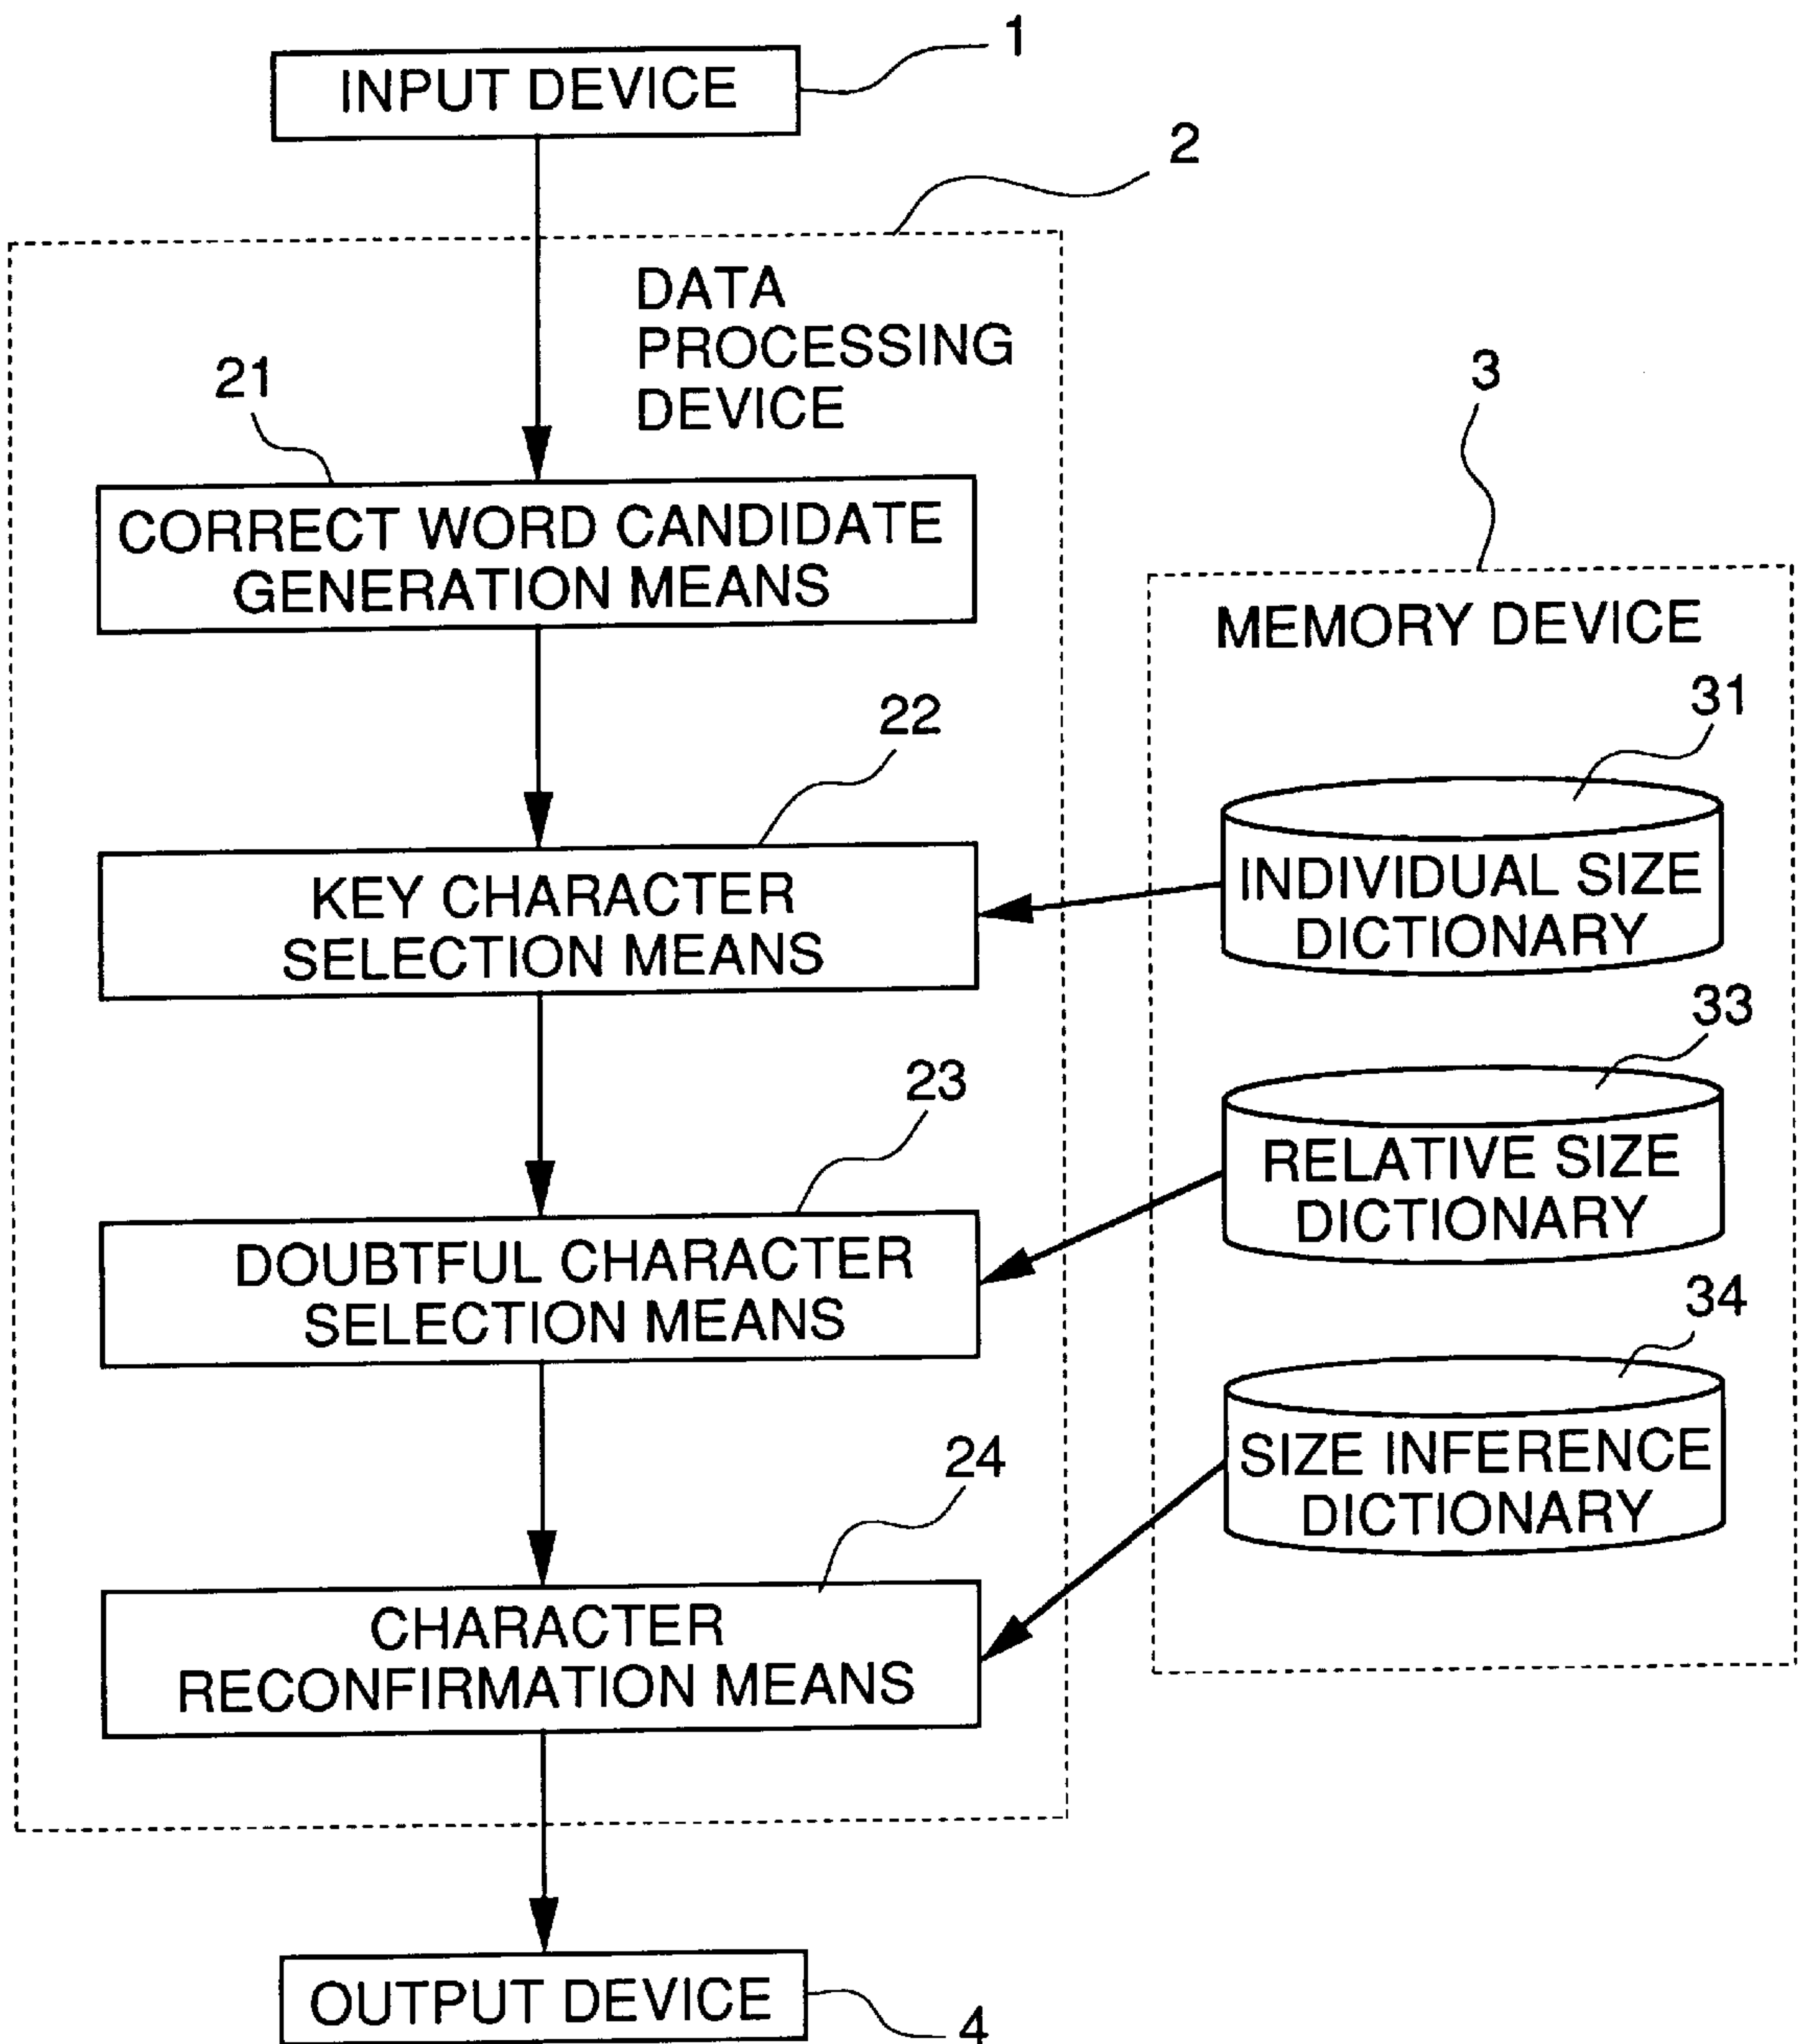 1
INPUT DEVICE
2
DATA
PROCESSING
DEVICE
21
CORRECT WORD CANDIDATE
GENERATION MEANS
22
KEY CHARACTER
SELECTION MEANS
23
DOUBTFUL CHARACTER
SELECTION MEANS
24
CHARACTER
RECONFIRMATION MEANS
3
MEMORY DEVICE
31
INDIVIDUAL SIZE
DICTIONARY
33
RELATIVE SIZE
DICTIONARY
34
SIZE INFERENCE
DICTIONARY
OUTPUT DEVICE
4